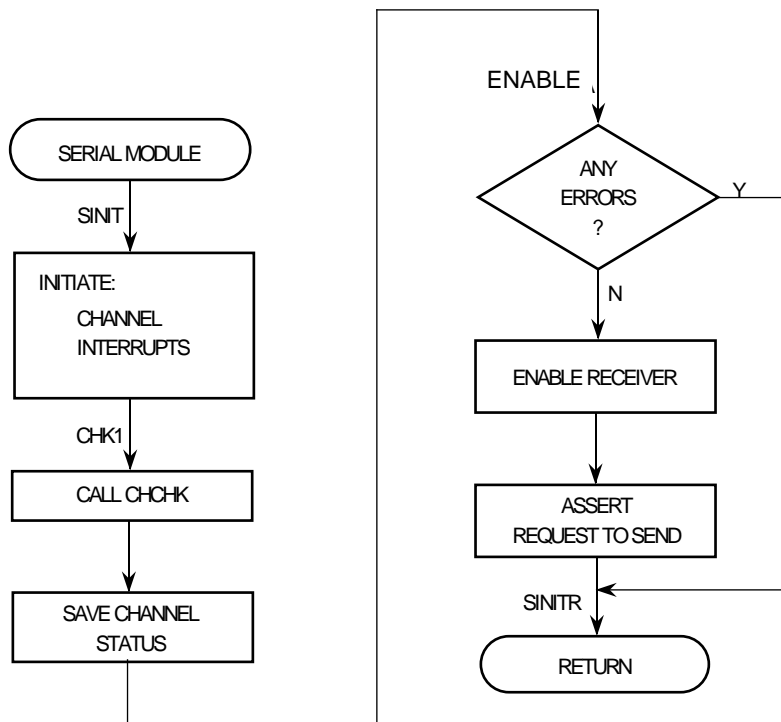 SERIAL MODULE
SINIT
INITIATE:
CHANNEL
INTERRUPTS
CHK1
CALL CHCHK
SAVE CHANNEL
STATUS
ENABLE
ANY
ERRORS
?
Y
N
ENABLE RECEIVER
ASSERT
REQUEST TO SEND
SINITR
RETURN